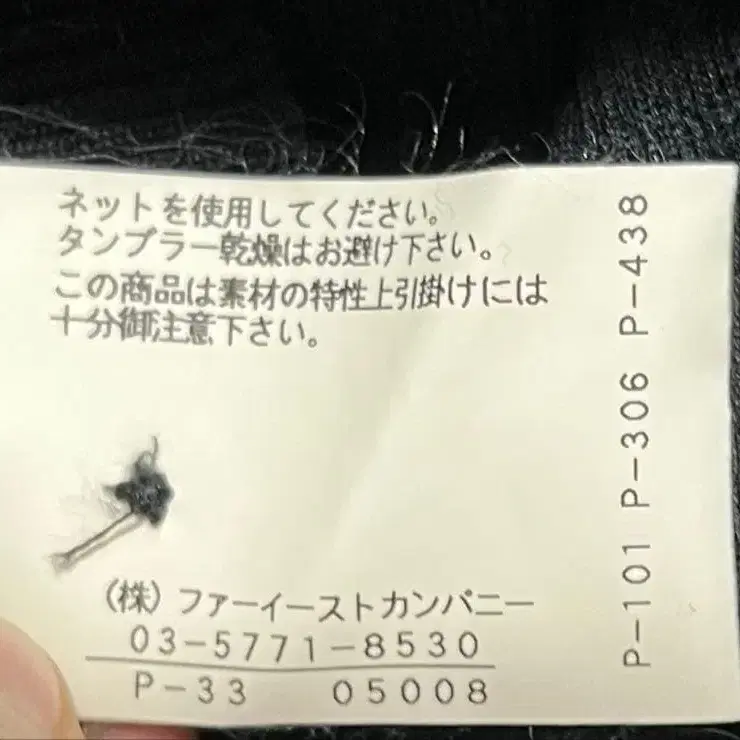 ネットを使用してください。
タンブラー乾燥はお避け下さい。
この商品は素材の特性上引掛けには
十分御注意下さい。
(株)ファーイーストカンパニー
03-5771-8530
P-33 05008
P-101 P-306 P-438